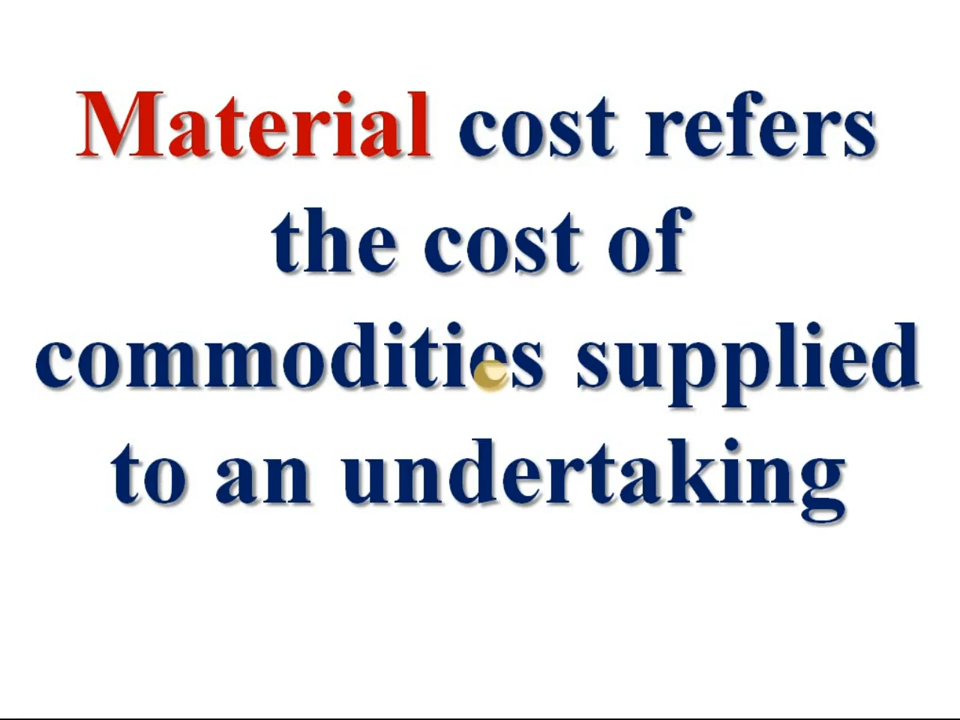 Material cost refers
the cost of
commodities supplied
to an undertaking